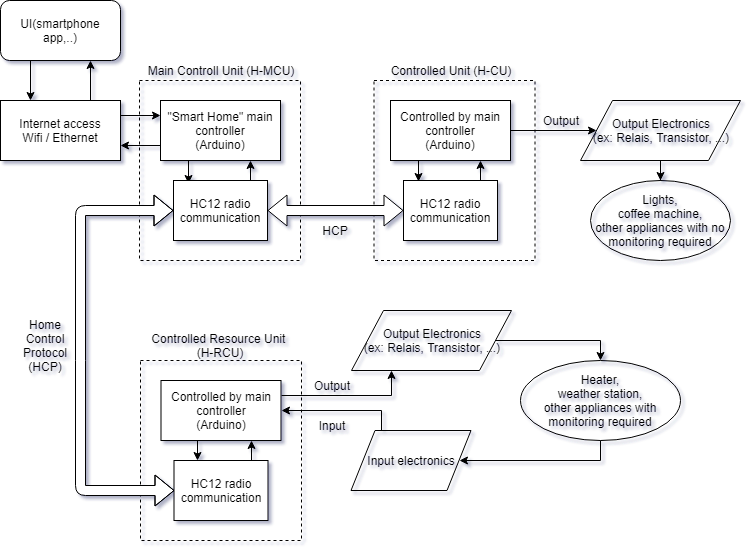 UI(smartphone
app,..)
Main Controll Unit (H-MCU)
Controlled Unit (H-CU)
Internet access
Wifi / Ethernet
"Smart Home" main
controller
(Arduino)
Controlled by main
controller
(Arduino)
Output
Output Electronics
(ex: Relais, Transistor, ...)
HC12 radio
communication
HCP
HC12 radio
communication
Lights,
coffee machine,
other appliances with no
monitoring required
Home
Control
Protocol
(HCP)
Controlled Resource Unit
(H-RCU)
Output Electronics
(ex: Relais, Transistor, ...)
Controlled by main
controller
(Arduino)
Output
Input
Heater,
weather station,
other appliances with
monitoring required
HC12 radio
communication
Input electronics